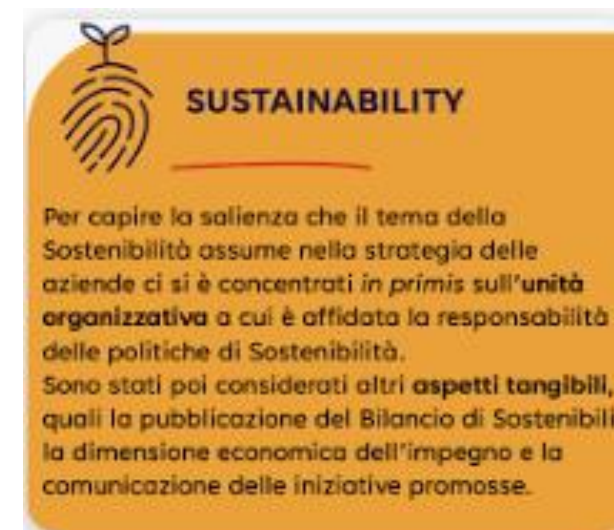 SUSTAINABILITY
Per capire la salienza che il tema della
Sostenibilità assume nella strategia delle
aziende ci si è concentrati in primis sull'unità
organizzativa a cui è affidata la responsabilità
delle politiche di Sostenibilità.
Sono stati poi considerati altri aspetti tangibili,
quali la pubblicazione del Bilancio di Sostenibili
la dimensione economica dell'impegno e la
comunicazione delle iniziative promosse.